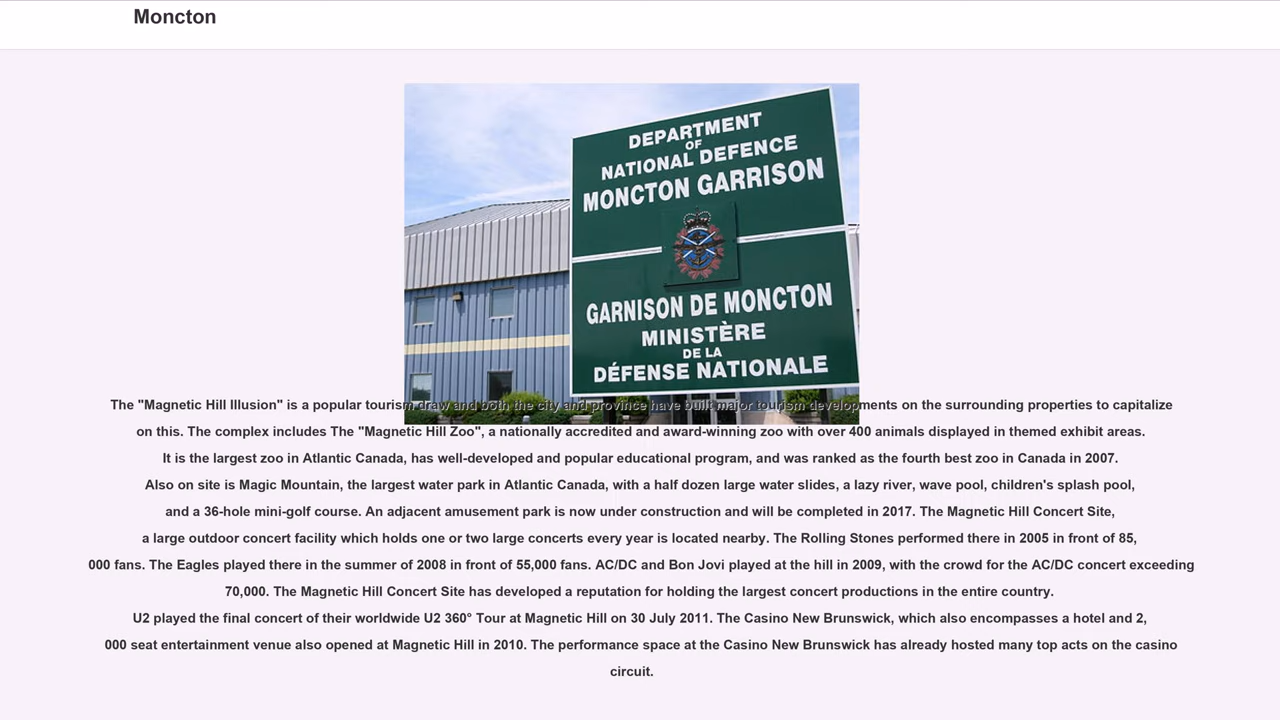 Moncton
DEPARTMENT
OF
NATIONAL DEFENCE
MONCTON GARRISON
GARNISON DE MONCTON
MINISTÈRE
DE LA
DÉFENSE NATIONALE
The "Magnetic Hill Illusion" is a popular tourism draw and both the city and province have built major tourism developments on the surrounding properties to capitalize
on this. The complex includes The "Magnetic Hill Zoo", a nationally accredited and award-winning zoo with over 400 animals displayed in themed exhibit areas.
It is the largest zoo in Atlantic Canada, has well-developed and popular educational program, and was ranked as the fourth best zoo in Canada in 2007.
Also on site is Magic Mountain, the largest water park in Atlantic Canada, with a half dozen large water slides, a lazy river, wave pool, children's splash pool,
and a 36-hole mini-golf course. An adjacent amusement park is now under construction and will be completed in 2017. The Magnetic Hill Concert Site,
a large outdoor concert facility which holds one or two large concerts every year is located nearby. The Rolling Stones performed there in 2005 in front of 85,
000 fans. The Eagles played there in the summer of 2008 in front of 55,000 fans. AC/DC and Bon Jovi played at the hill in 2009, with the crowd for the AC/DC concert exceeding
70,000. The Magnetic Hill Concert Site has developed a reputation for holding the largest concert productions in the entire country.
U2 played the final concert of their worldwide U2 360° Tour at Magnetic Hill on 30 July 2011. The Casino New Brunswick, which also encompasses a hotel and 2,
000 seat entertainment venue also opened at Magnetic Hill in 2010. The performance space at the Casino New Brunswick has already hosted many top acts on the casino
circuit.